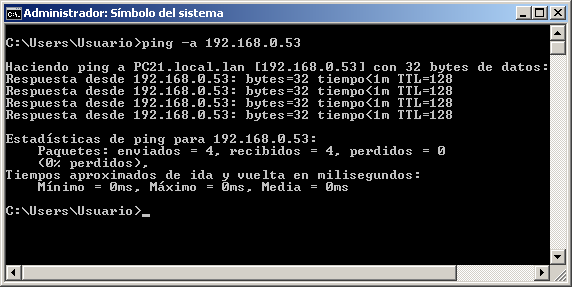 Administrador: Símbolo del sistema
C:\Users\Usuario>ping -a 192.168.0.53
Haciendo ping a PC21.local.lan [192.168.0.53] con 32 bytes de datos:
Respuesta desde 192.168.0.53: bytes=32 tiempo<1m TTL=128
Respuesta desde 192.168.0.53: bytes=32 tiempo<1m TTL=128
Respuesta desde 192.168.0.53: bytes=32 tiempo<1m TTL=128
Respuesta desde 192.168.0.53: bytes=32 tiempo<1m TTL=128
Estadísticas de ping para 192.168.0.53:
Paquetes: enviados = 4, recibidos = 4, perdidos = 0
(0% perdidos),
Tiempos aproximados de ida y vuelta en milisegundos:
Mínimo = 0ms, Máximo = 0ms, Media = 0ms
C:\Users\Usuario>_